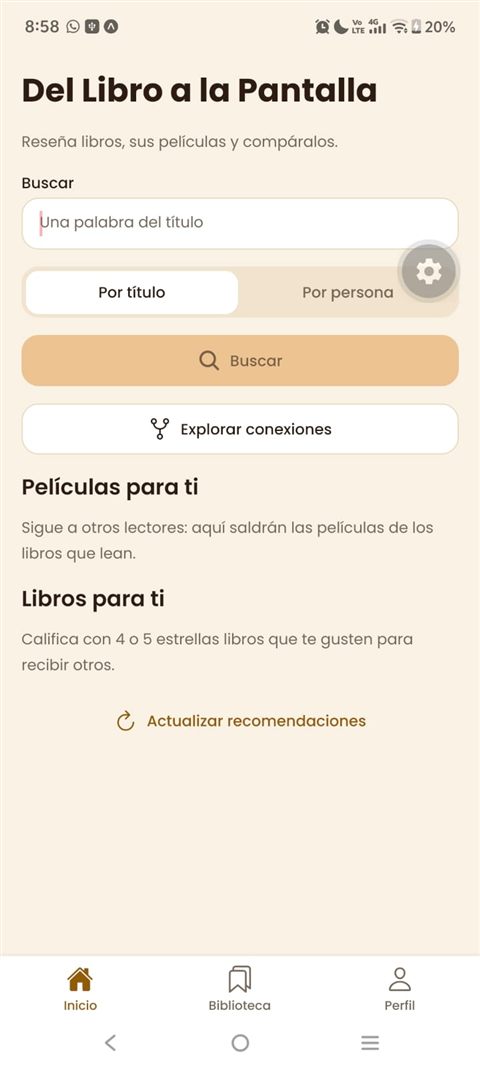 8:58
Vo LTE 4G 20%
Del Libro a la Pantalla
Reseña libros, sus películas y compáralos.
Buscar
Una palabra del título
Por título Por persona
Buscar
Explorar conexiones
Películas para ti
Sigue a otros lectores: aquí saldrán las películas de los
libros que lean.
Libros para ti
Califica con 4 o 5 estrellas libros que te gusten para
recibir otros.
Actualizar recomendaciones
Inicio Biblioteca Perfil